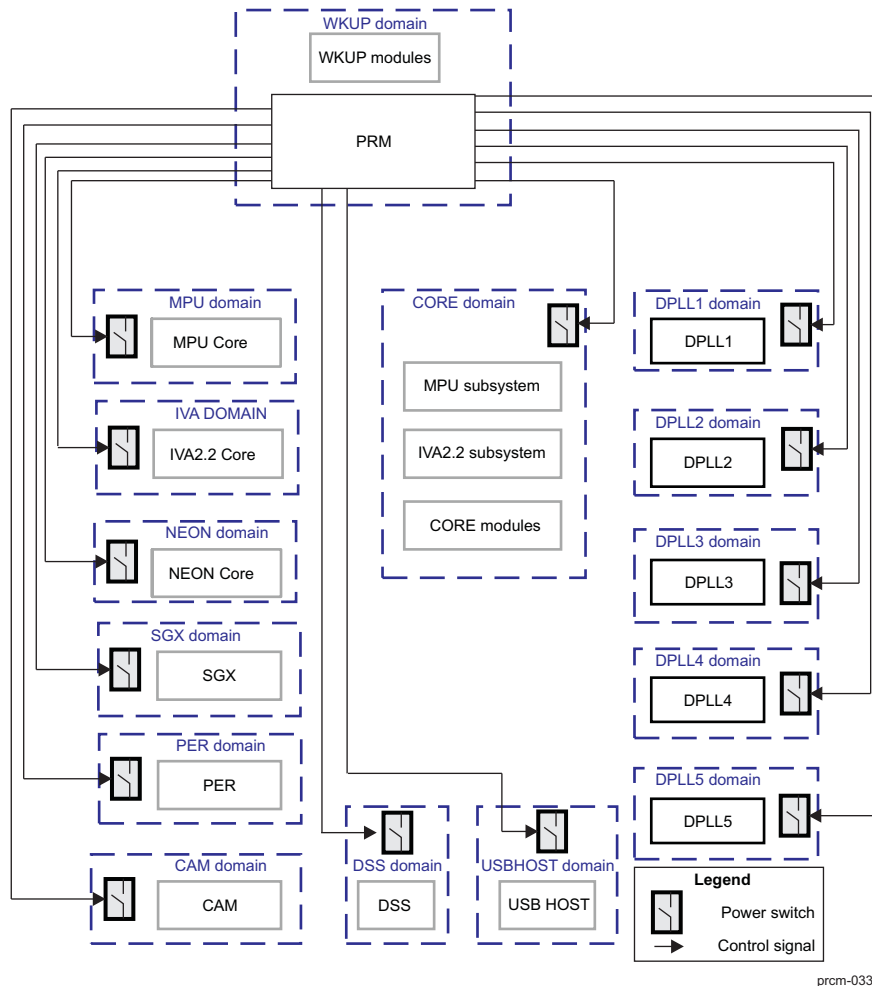 WKUP domain
WKUP modules
PRM
MPU domain
MPU Core
IVA DOMAIN
IVA2.2 Core
NEON domain
NEON Core
SGX domain
SGX
PER domain
PER
CAM domain
CAM
CORE domain
MPU subsystem
IVA2.2 subsystem
CORE modules
DSS domain
DSS
USBHOST domain
USB HOST
DPLL1 domain
DPLL1
DPLL2 domain
DPLL2
DPLL3 domain
DPLL3
DPLL4 domain
DPLL4
DPLL5 domain
DPLL5
Legend
Power switch
Control signal
prcm-033